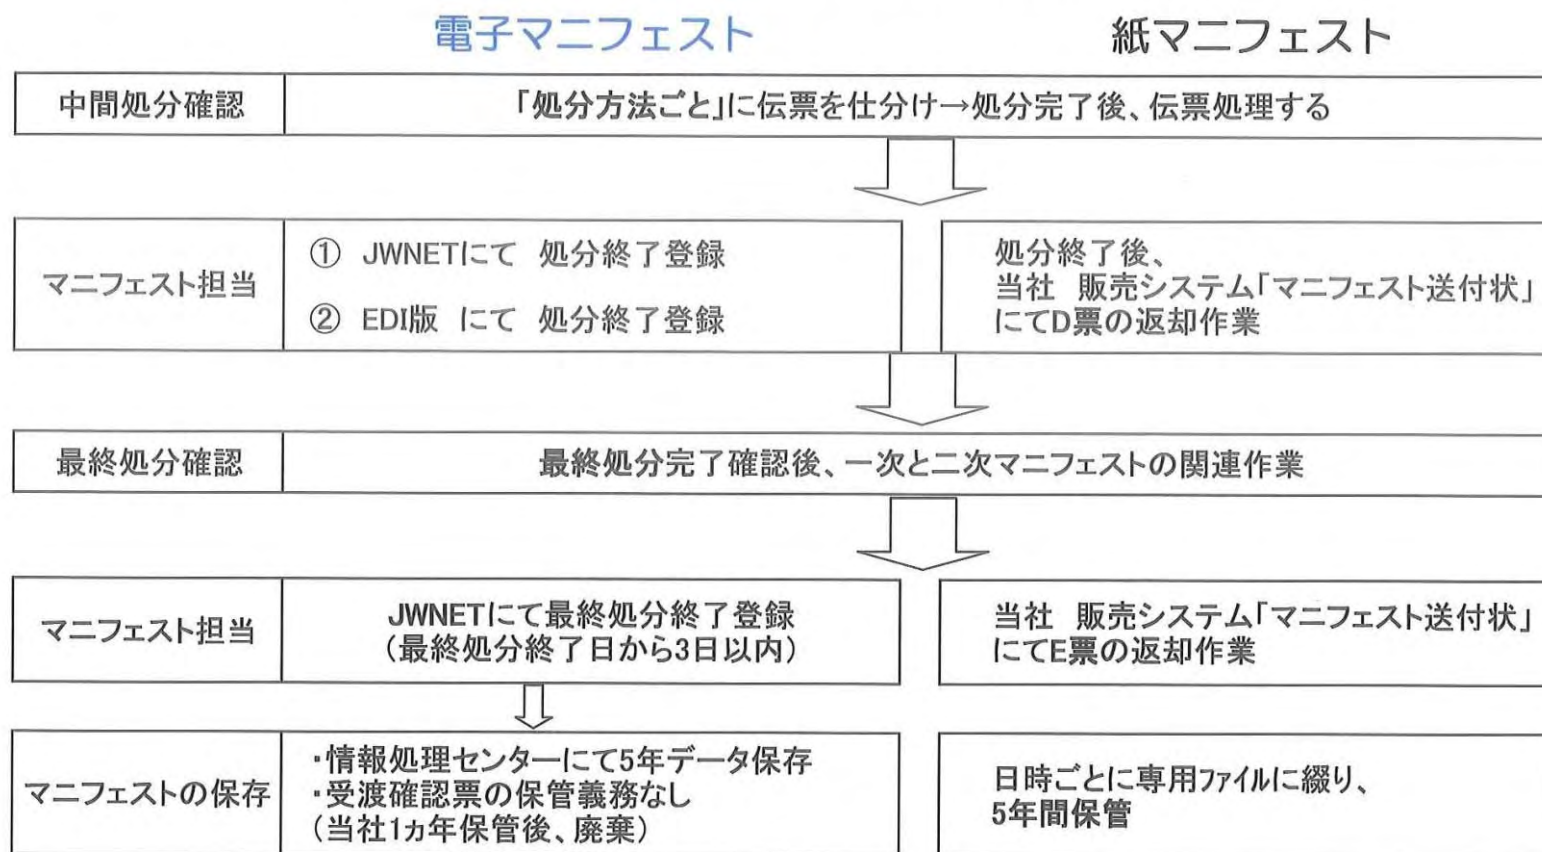 電子マニフェスト
紙マニフェスト
中間処分確認
「処分方法ごと」に伝票を仕分け→処分完了後、伝票処理する
マニフェスト担当
① JWNETにて 処分終了登録
② EDI版 にて 処分終了登録
処分終了後、
当社 販売システム「マニフェスト送付状」
にてD票の返却作業
最終処分確認
最終処分完了確認後、一次と二次マニフェストの関連作業
マニフェスト担当
JWNETにて最終処分終了登録
(最終処分終了日から3日以内)
当社 販売システム「マニフェスト送付状」
にてE票の返却作業
マニフェストの保存
・情報処理センターにて5年データ保存
・受渡確認票の保管義務なし
(当社1ヵ年保管後、廃棄)
日時ごとに専用ファイルに綴り、
5年間保管